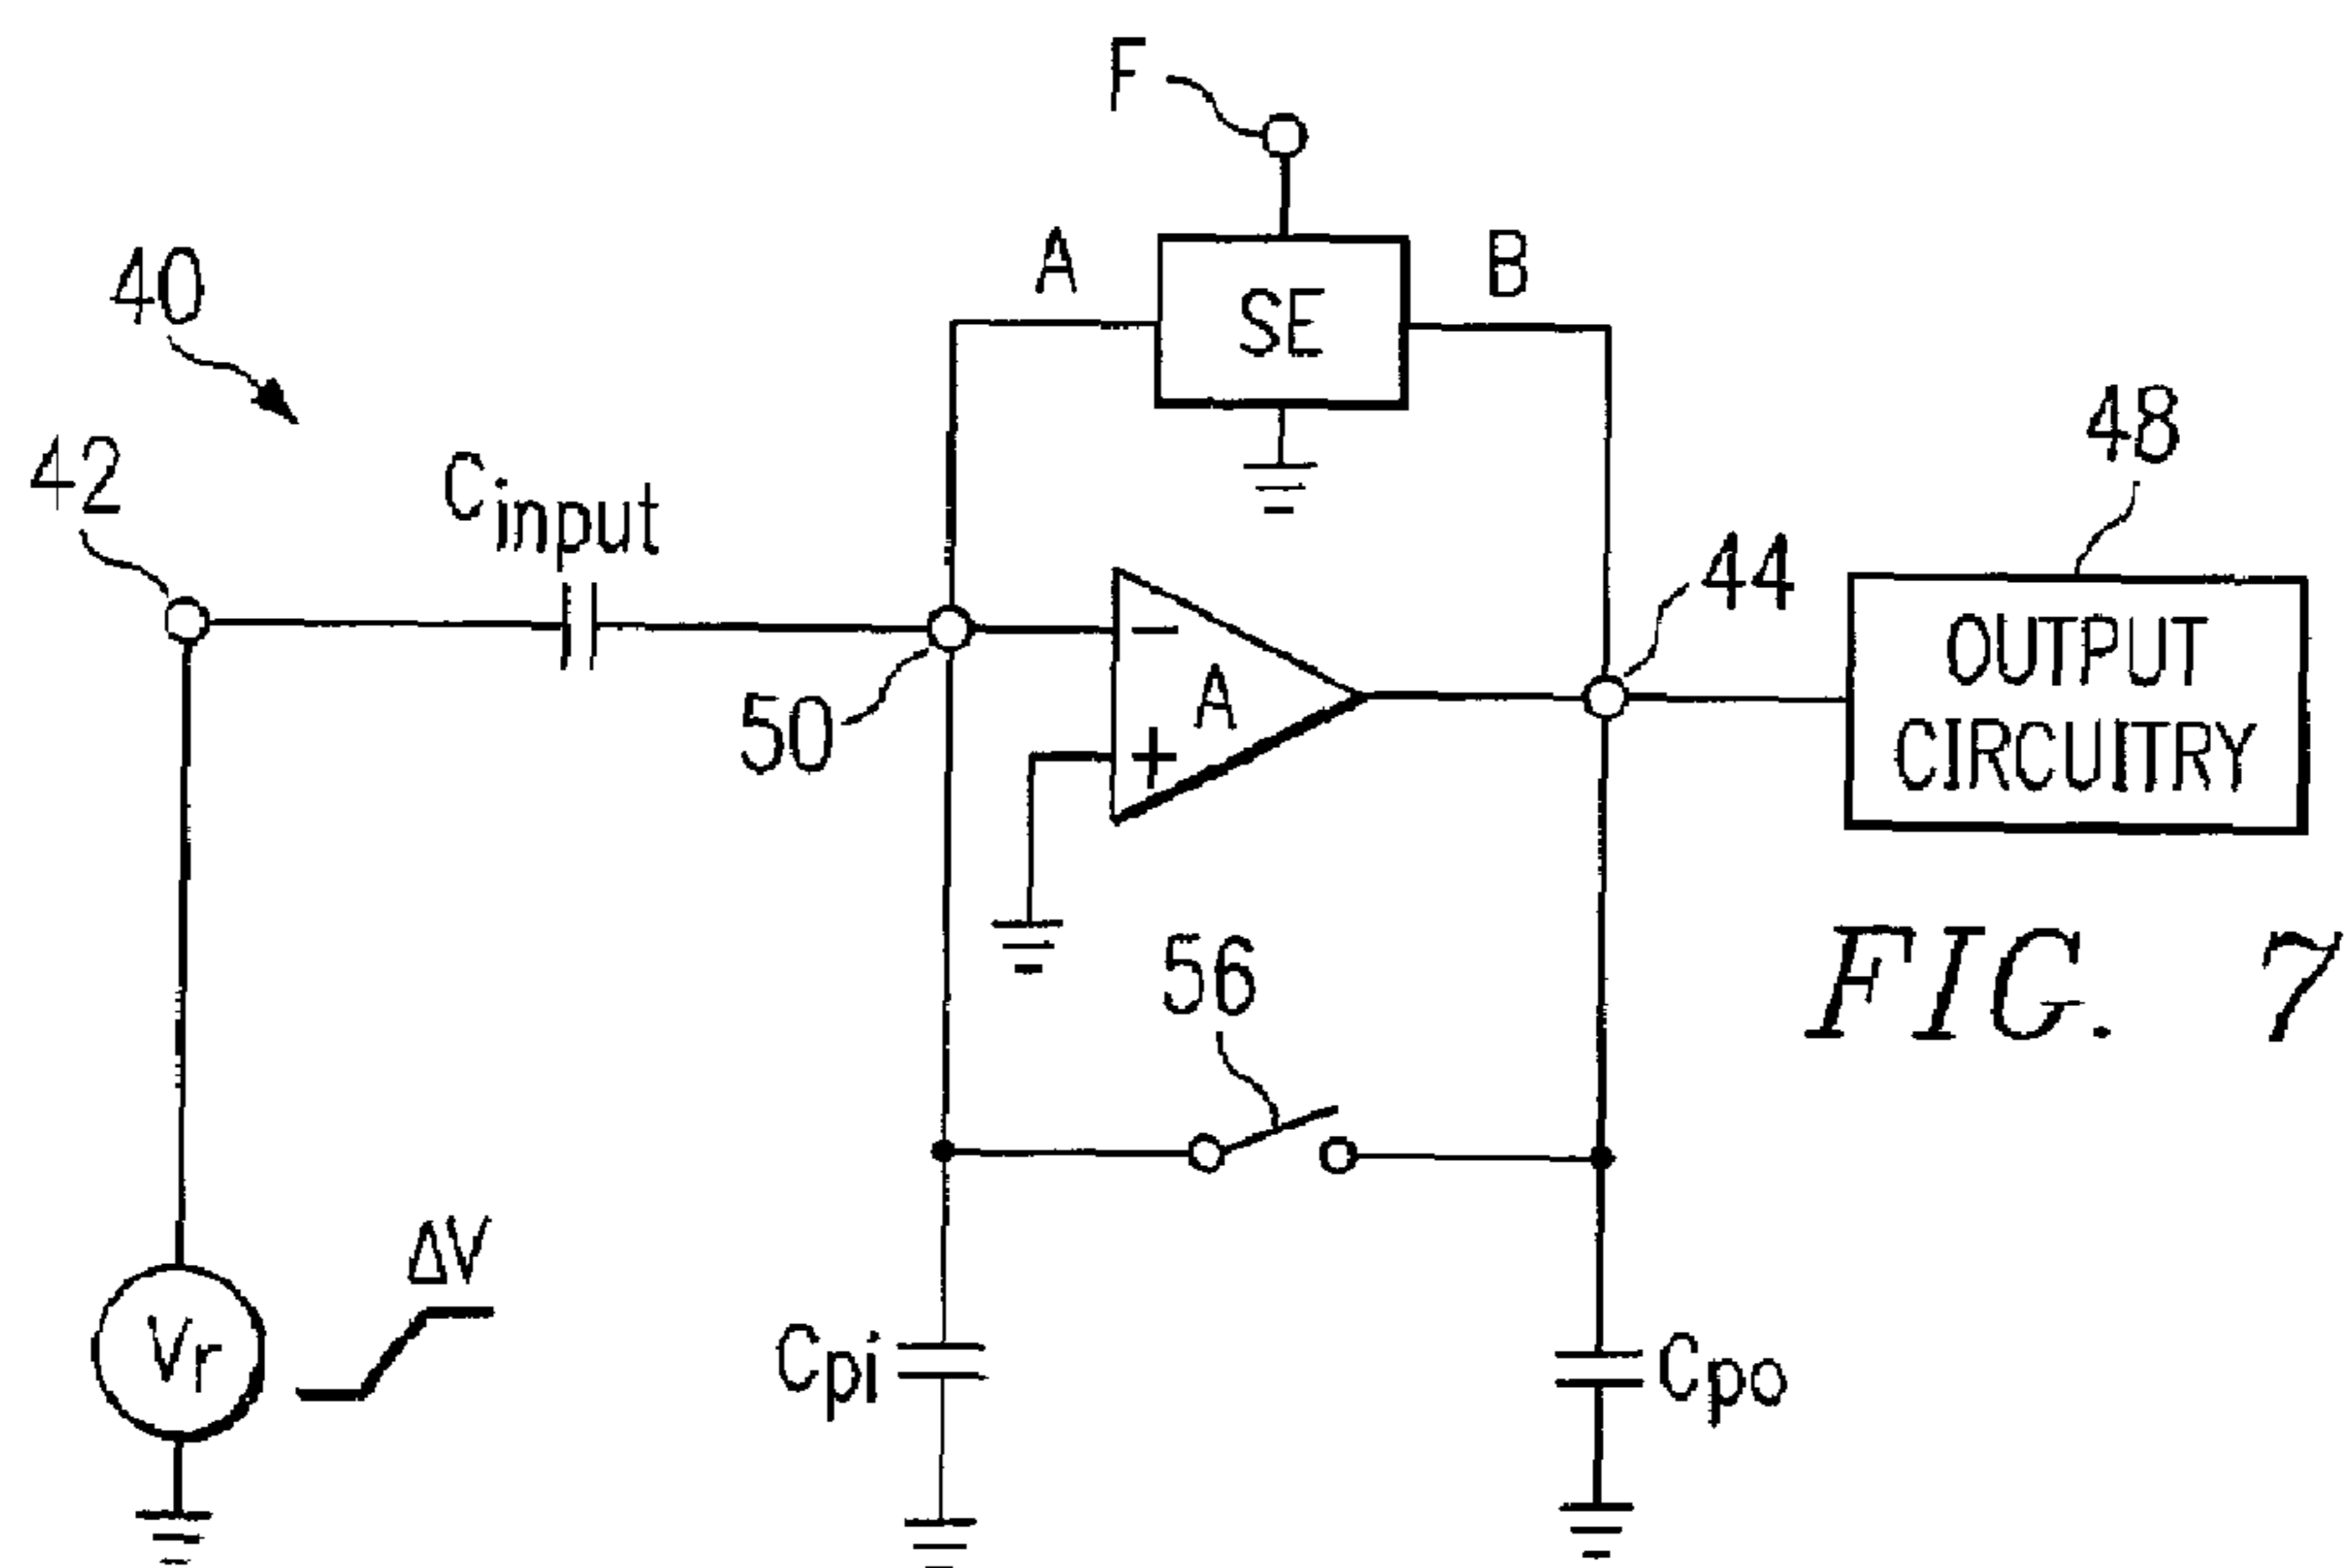 F
A
SE
B
40
42
Cinput
50
−
A
+
44
48
OUTPUT
CIRCUITRY
56
FIG. 7
ΔV
Vr
Cpi
Cpo